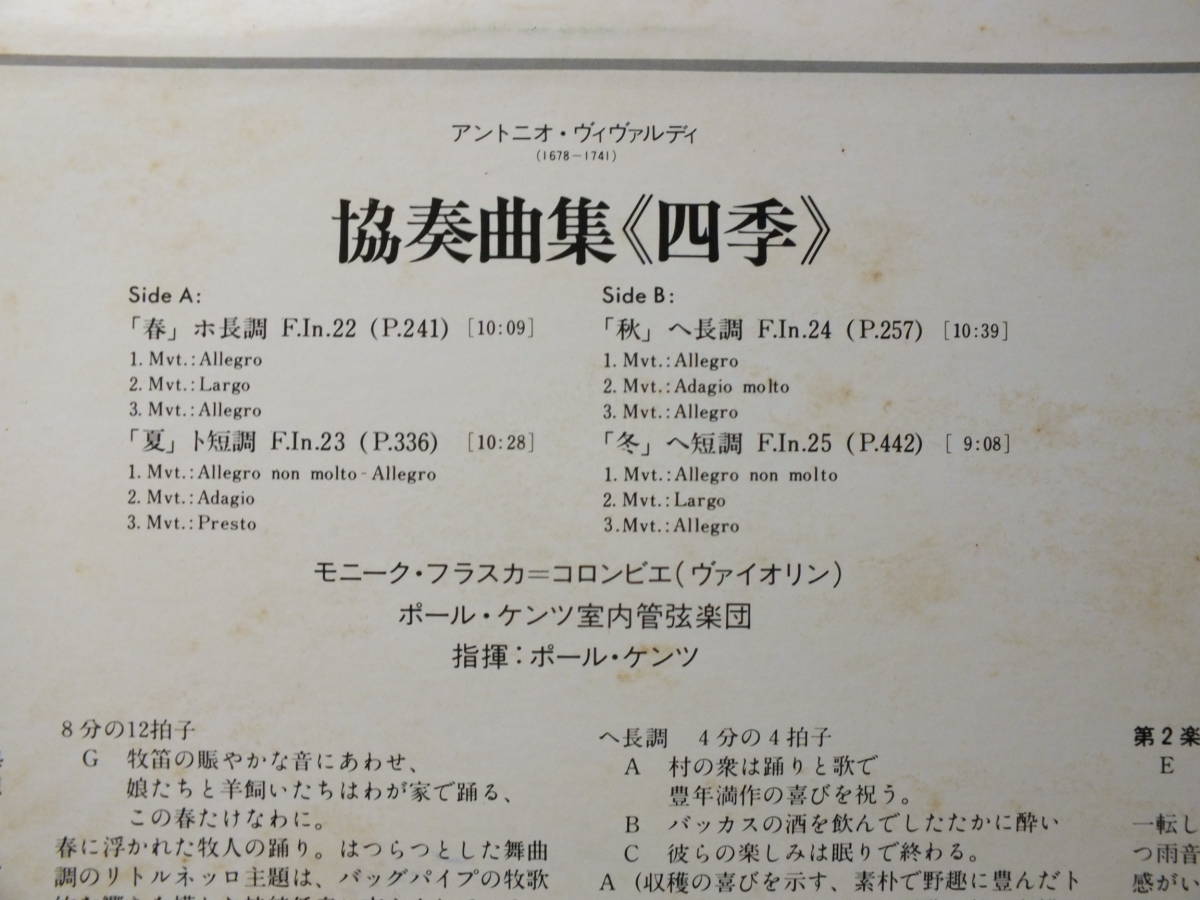 アントニオ・ヴィヴァルディ
(1678-1741)
協奏曲集《四季》
Side A:
「春」ホ長調 F.In.22 (P.241) [10:09]
1. Mvt.:Allegro
2. Mvt.:Largo
3. Mvt.:Allegro
「夏」ト短調 F.In.23 (P.336) [10:28]
1. Mvt.:Allegro non molto-Allegro
2. Mvt.:Adagio
3. Mvt.:Presto
Side B:
「秋」ヘ長調 F.In.24 (P.257) [10:39]
1. Mvt.:Allegro
2. Mvt.:Adagio molto
3. Mvt.:Allegro
「冬」ヘ短調 F.In.25 (P.442) [ 9:08]
1. Mvt.:Allegro non molto
2. Mvt.:Largo
3.Mvt.:Allegro
モニーク・フラスカ=コロンビエ(ヴァイオリン)
ポール・ケンツ室内管弦楽団
指揮:ポール・ケンツ
8分の12拍子
G 牧笛の賑やかな音にあわせ、
娘たちと羊飼いたちはわが家で踊る、
この春たけなわに。
春に浮かれた牧人の踊り。はつらつとした舞曲
調のリトルネッロ主題は、バッグパイプの牧歌
ヘ長調 4分の4拍子
A 村の衆は踊りと歌で
豊年満作の喜びを祝う。
B バッカスの酒を飲んでしたたかに酔い
C 彼らの楽しみは眠りで終わる。
A (収穫の喜びを示す、素朴で野趣に豊んだト
第2楽
E
一転し
つ雨音
感がい